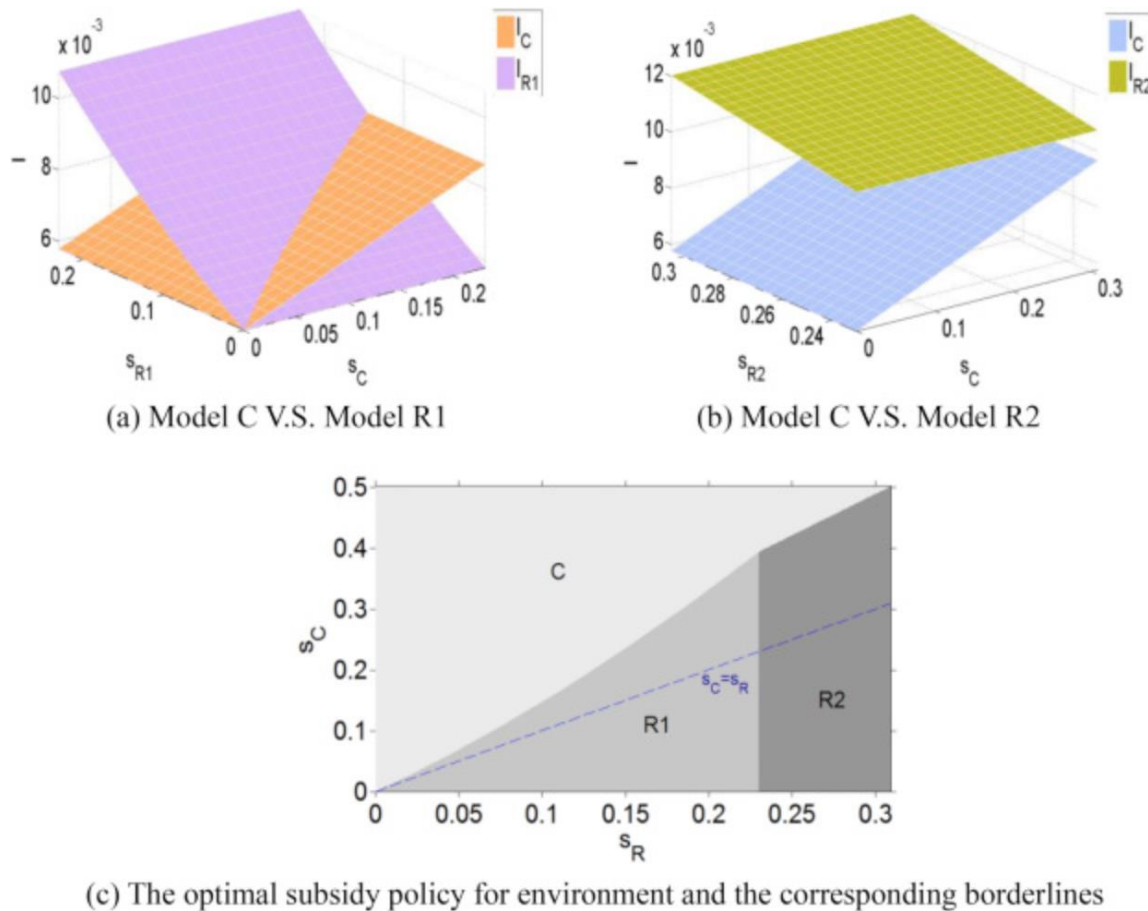 x 10^-3
I_C
I_R1
10
8
6
I
0.2
0.1
0
0
0.05
0.1
0.15
0.2
s_R1
s_C
(a) Model C V.S. Model R1
x 10^-3
I_C
I_R2
12
10
8
6
I
0.3
0.28
0.26
0.24
0
0.1
0.2
0.3
s_R2
s_C
(b) Model C V.S. Model R2
0.5
0.4
0.3
0.2
0.1
0
s_C
C
s_C=s_R
R1
R2
0
0.05
0.1
0.15
0.2
0.25
0.3
s_R
(c) The optimal subsidy policy for environment and the corresponding borderlines